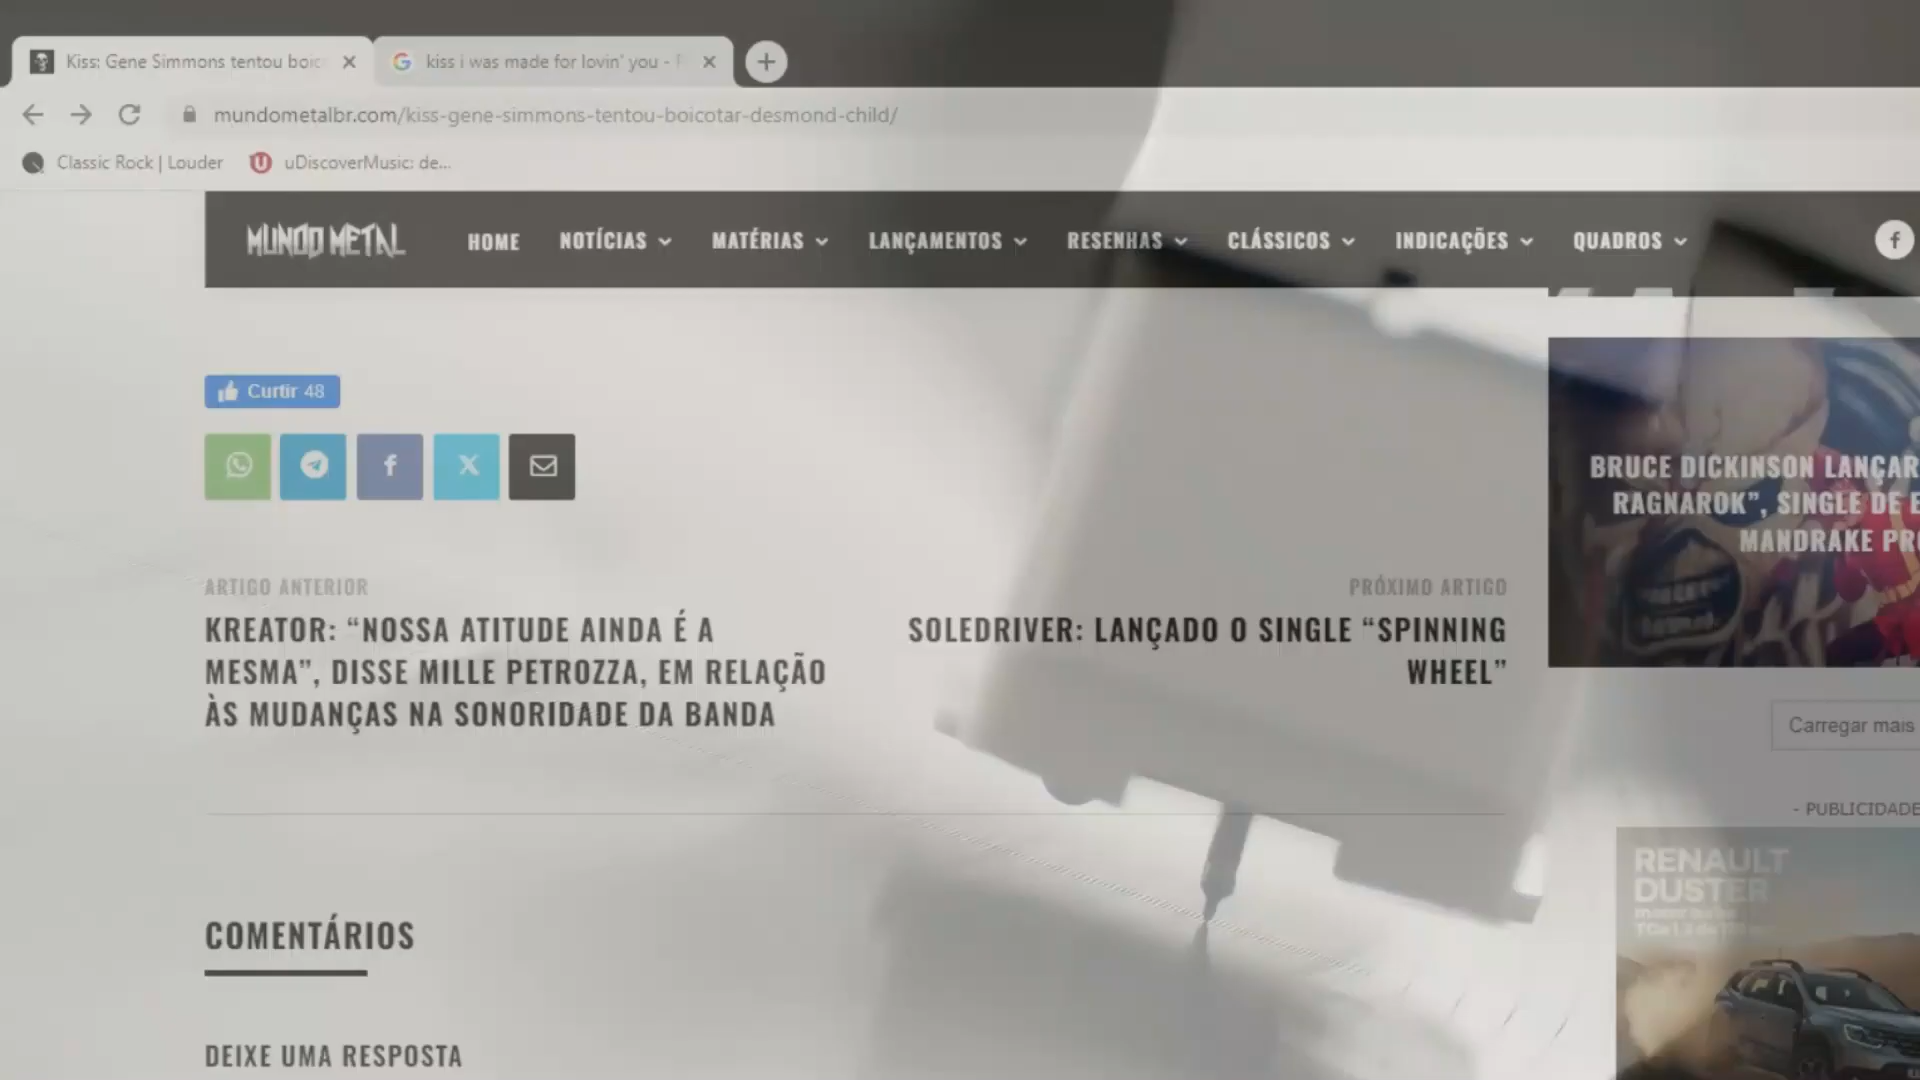 Kiss: Gene Simmons tentou boic
kiss i was made for lovin' you -
mundometalbr.com/kiss-gene-simmons-tentou-boicotar-desmond-child/
Classic Rock | Louder
uDiscoverMusic: de...
MUNDO METAL
HOME
NOTÍCIAS
MATÉRIAS
LANÇAMENTOS
RESENHAS
CLÁSSICOS
INDICAÇÕES
QUADROS
Curtir 48
ARTIGO ANTERIOR
KREATOR: “NOSSA ATITUDE AINDA É A
MESMA”, DISSE MILLE PETROZZA, EM RELAÇÃO
ÀS MUDANÇAS NA SONORIDADE DA BANDA
PRÓXIMO ARTIGO
SOLEDRIVER: LANÇADO O SINGLE “SPINNING
WHEEL”
BRUCE DICKINSON LANÇAR
RAGNAROK”, SINGLE DE E
MANDRAKE PRO
Carregar mais
- PUBLICIDADE
RENAULT
DUSTER
COMENTÁRIOS
DEIXE UMA RESPOSTA